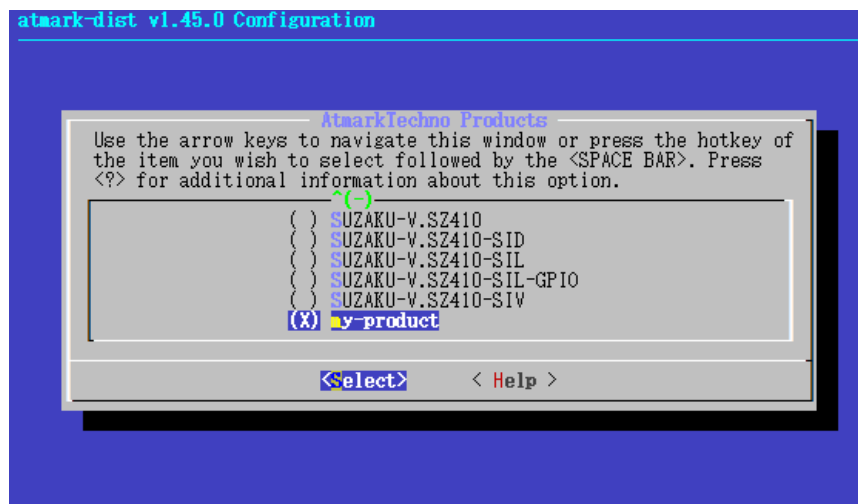 atmark-dist v1.45.0 Configuration
AtmarkTechno Products
Use the arrow keys to navigate this window or press the hotkey of
the item you wish to select followed by the <SPACE BAR>. Press
<?> for additional information about this option.
^(-)
( ) SUZAKU-V.SZ410
( ) SUZAKU-V.SZ410-SID
( ) SUZAKU-V.SZ410-SIL
( ) SUZAKU-V.SZ410-SIL-GPIO
( ) SUZAKU-V.SZ410-SIV
(X) my-product
<Select> < Help >